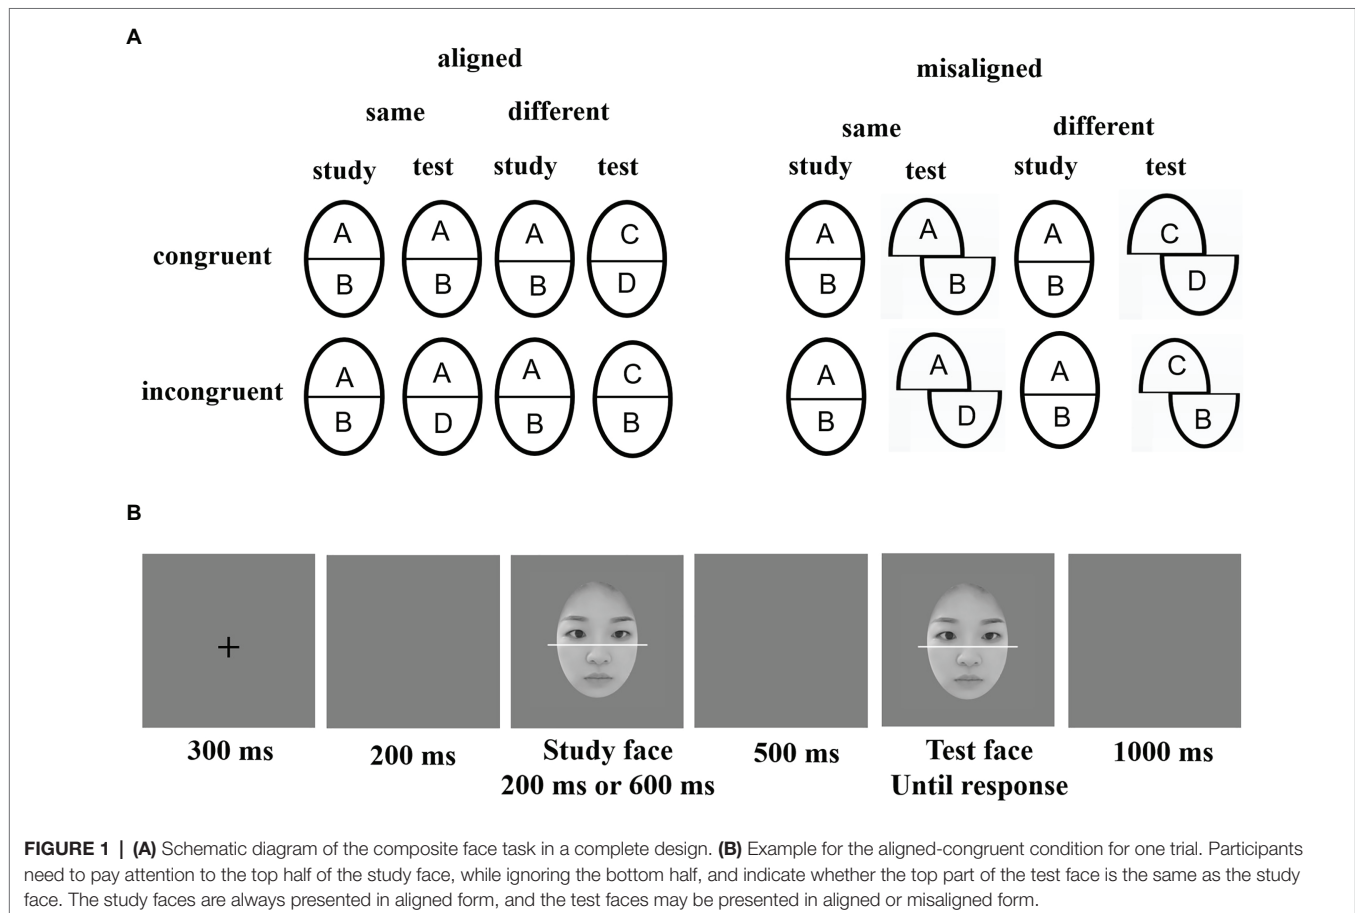 A
aligned
misaligned
same different
same different
study test study test
study test study test
congruent
A A A C A A A C
B B B D B B B D
incongruent
A A A C A A A C
B D B B B D B B
B
300 ms
200 ms
Study face
200 ms or 600 ms
500 ms
Test face
Until response
1000 ms
FIGURE 1 | (A) Schematic diagram of the composite face task in a complete design. (B) Example for the aligned-congruent condition for one trial. Participants
need to pay attention to the top half of the study face, while ignoring the bottom half, and indicate whether the top part of the test face is the same as the study
face. The study faces are always presented in aligned form, and the test faces may be presented in aligned or misaligned form.